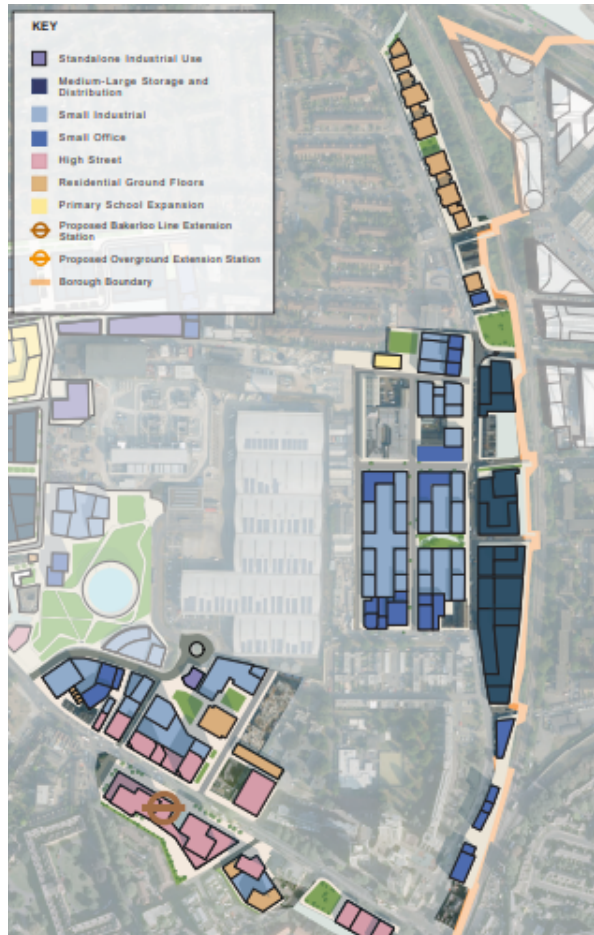 KEY
Standalone Industrial Use
Medium-Large Storage and
Distribution
Small Industrial
Small Office
High Street
Residential Ground Floors
Primary School Expansion
Proposed Bakerloo Line Extension
Station
Proposed Overground Extension Station
Borough Boundary